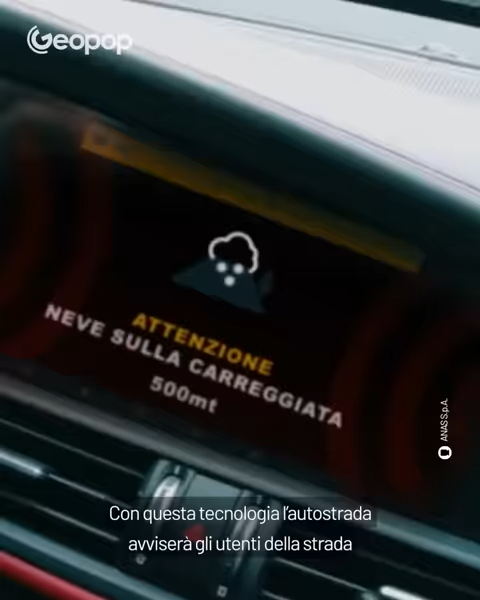 Geopop
ATTENZIONE
NEVE SULLA CARREGGIATA
500mt
ANAS S.p.A.
Con questa tecnologia l'autostrada
avviserà gli utenti della strada